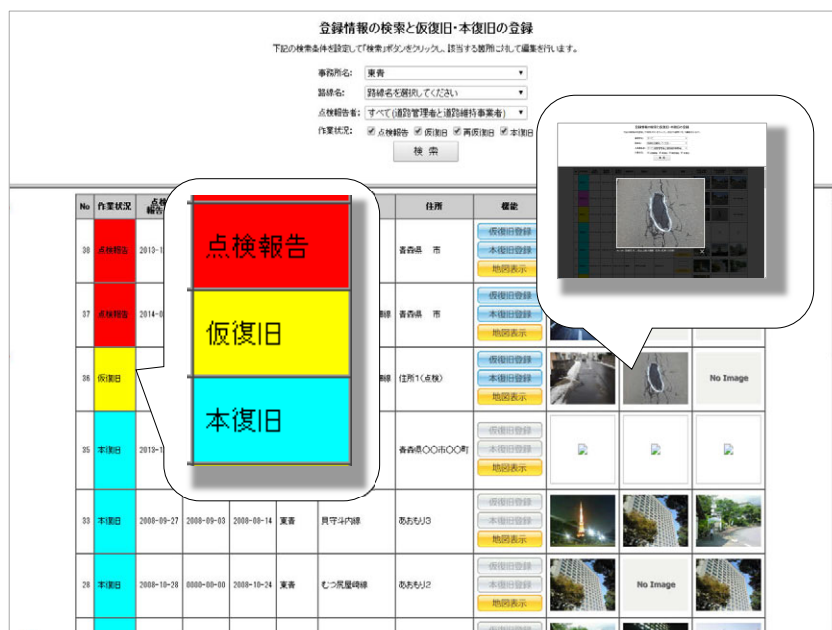 登録情報の検索と仮復旧・本復旧の登録
下記の検索条件を設定して「検索」ボタンをクリックし、該当する箇所に対して編集を行います。
事務所名: 東青
路線名: 路線名を選択してください
点検報告者: すべて(道路管理者と道路維持事業者)
作業状況: 点検報告 仮復旧 再仮復旧 本復旧
検 索
No 作業状況 住所 機能
38 点検報告 2013-1 青森県 市 仮復旧登録
本復旧登録
地図表示
37 点検報告 2014-0 線 青森県 市 仮復旧登録
本復旧登録
地図表示
36 仮復旧 線 住所1(点検) 仮復旧登録
本復旧登録
地図表示
No Image
35 本復旧 2013-1 青森県〇〇市〇〇町 仮復旧登録
本復旧登録
地図表示
33 本復旧 2008-09-27 2008-09-03 2008-08-14 東青 貝守斗内線 あおもり3 仮復旧登録
本復旧登録
地図表示
28 本復旧 2008-10-28 0000-00-00 2008-10-24 東青 むつ尻屋崎線 あおもり2 仮復旧登録
本復旧登録
地図表示
No Image
点検報告
仮復旧
本復旧